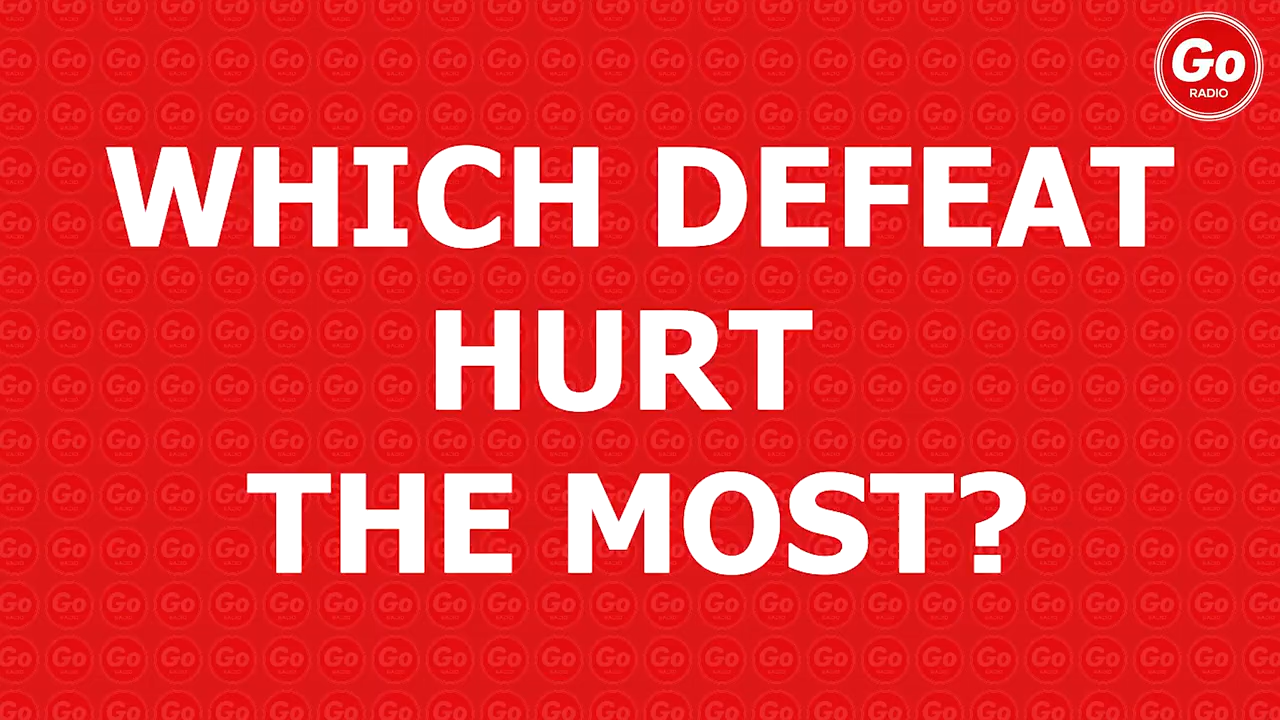 Go
RADIO
WHICH DEFEAT
HURT
THE MOST?